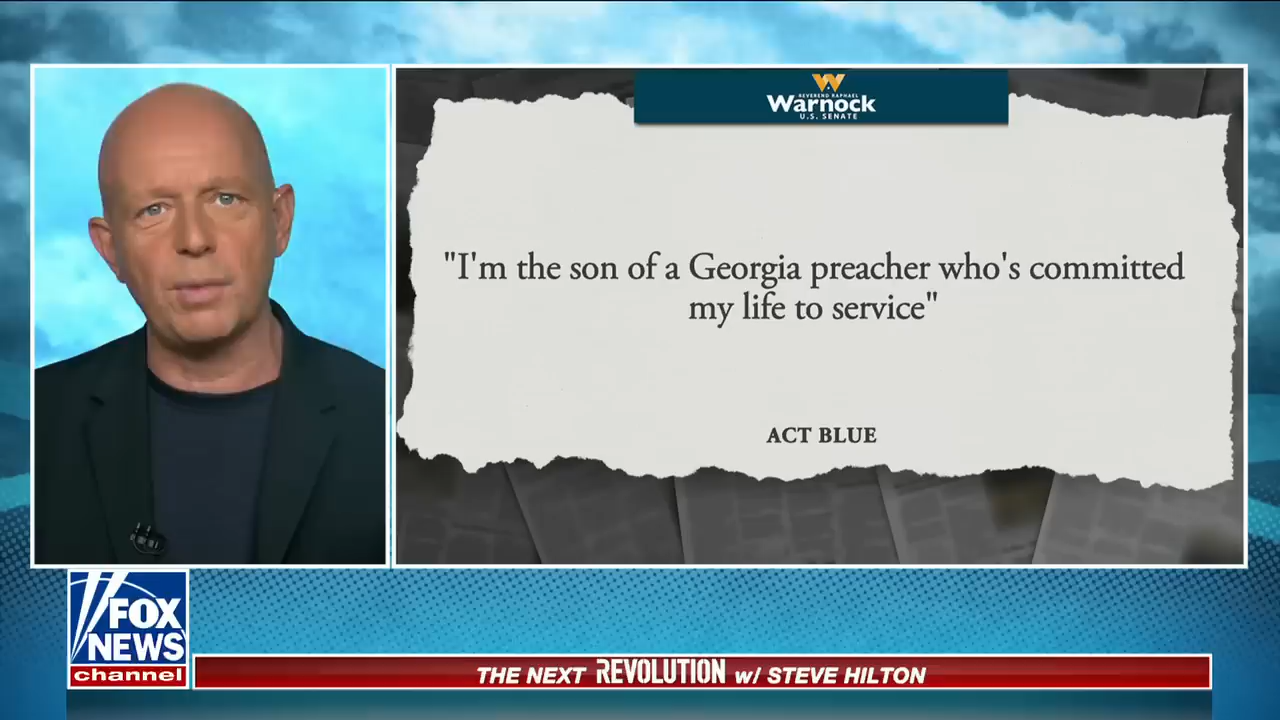 W
REVEREND RAPHAEL
Warnock
U.S. SENATE
"I'm the son of a Georgia preacher who's committed
my life to service"
ACT BLUE
FOX
NEWS
channel
THE NEXT REVOLUTION w/ STEVE HILTON